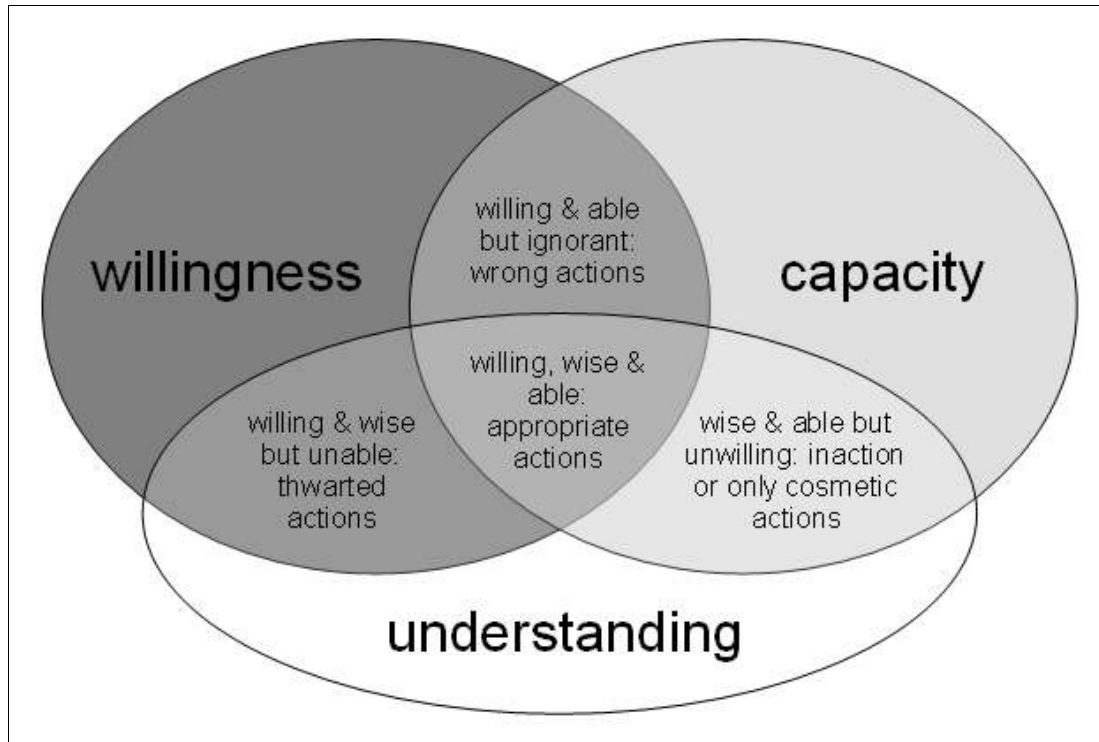 willingness
capacity
willing & able
but ignorant:
wrong actions
willing, wise &
able:
appropriate
actions
willing & wise
but unable:
thwarted
actions
wise & able but
unwilling: inaction
or only cosmetic
actions
understanding